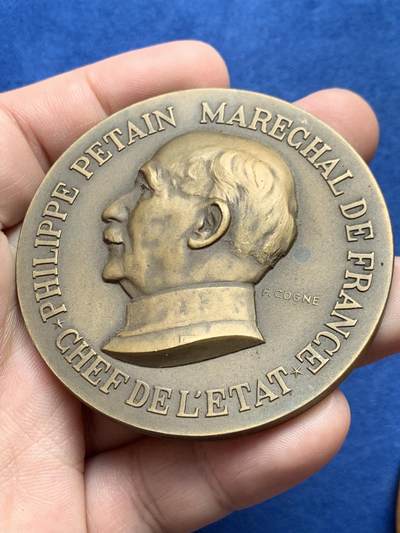 PHILIPPE PETAIN MARECHAL DE FRANCE
* CHEF DE L'ETAT *
F. COGNE